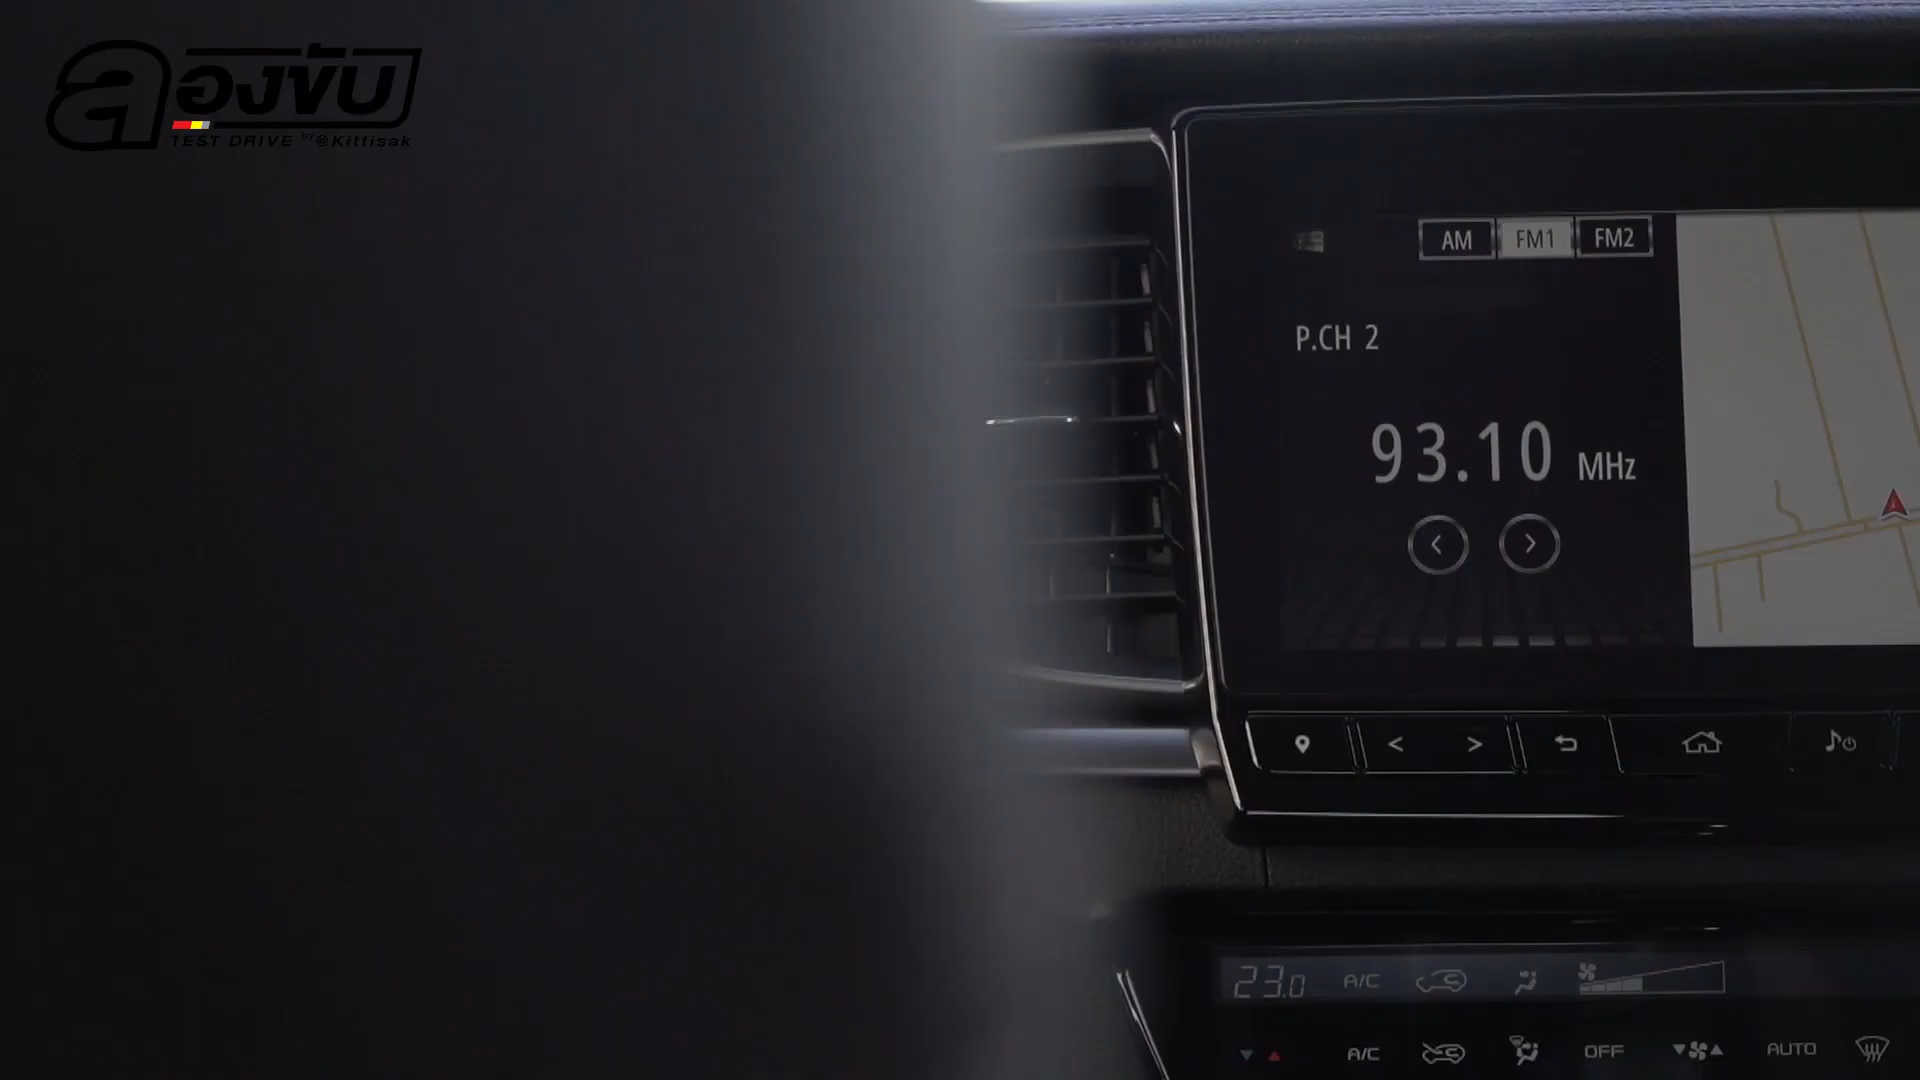 ลองขับ
TEST DRIVE BY @Kittisak
AM FM1 FM2
P.CH 2
93.10 MHz
23.0 A/C
A/C OFF AUTO